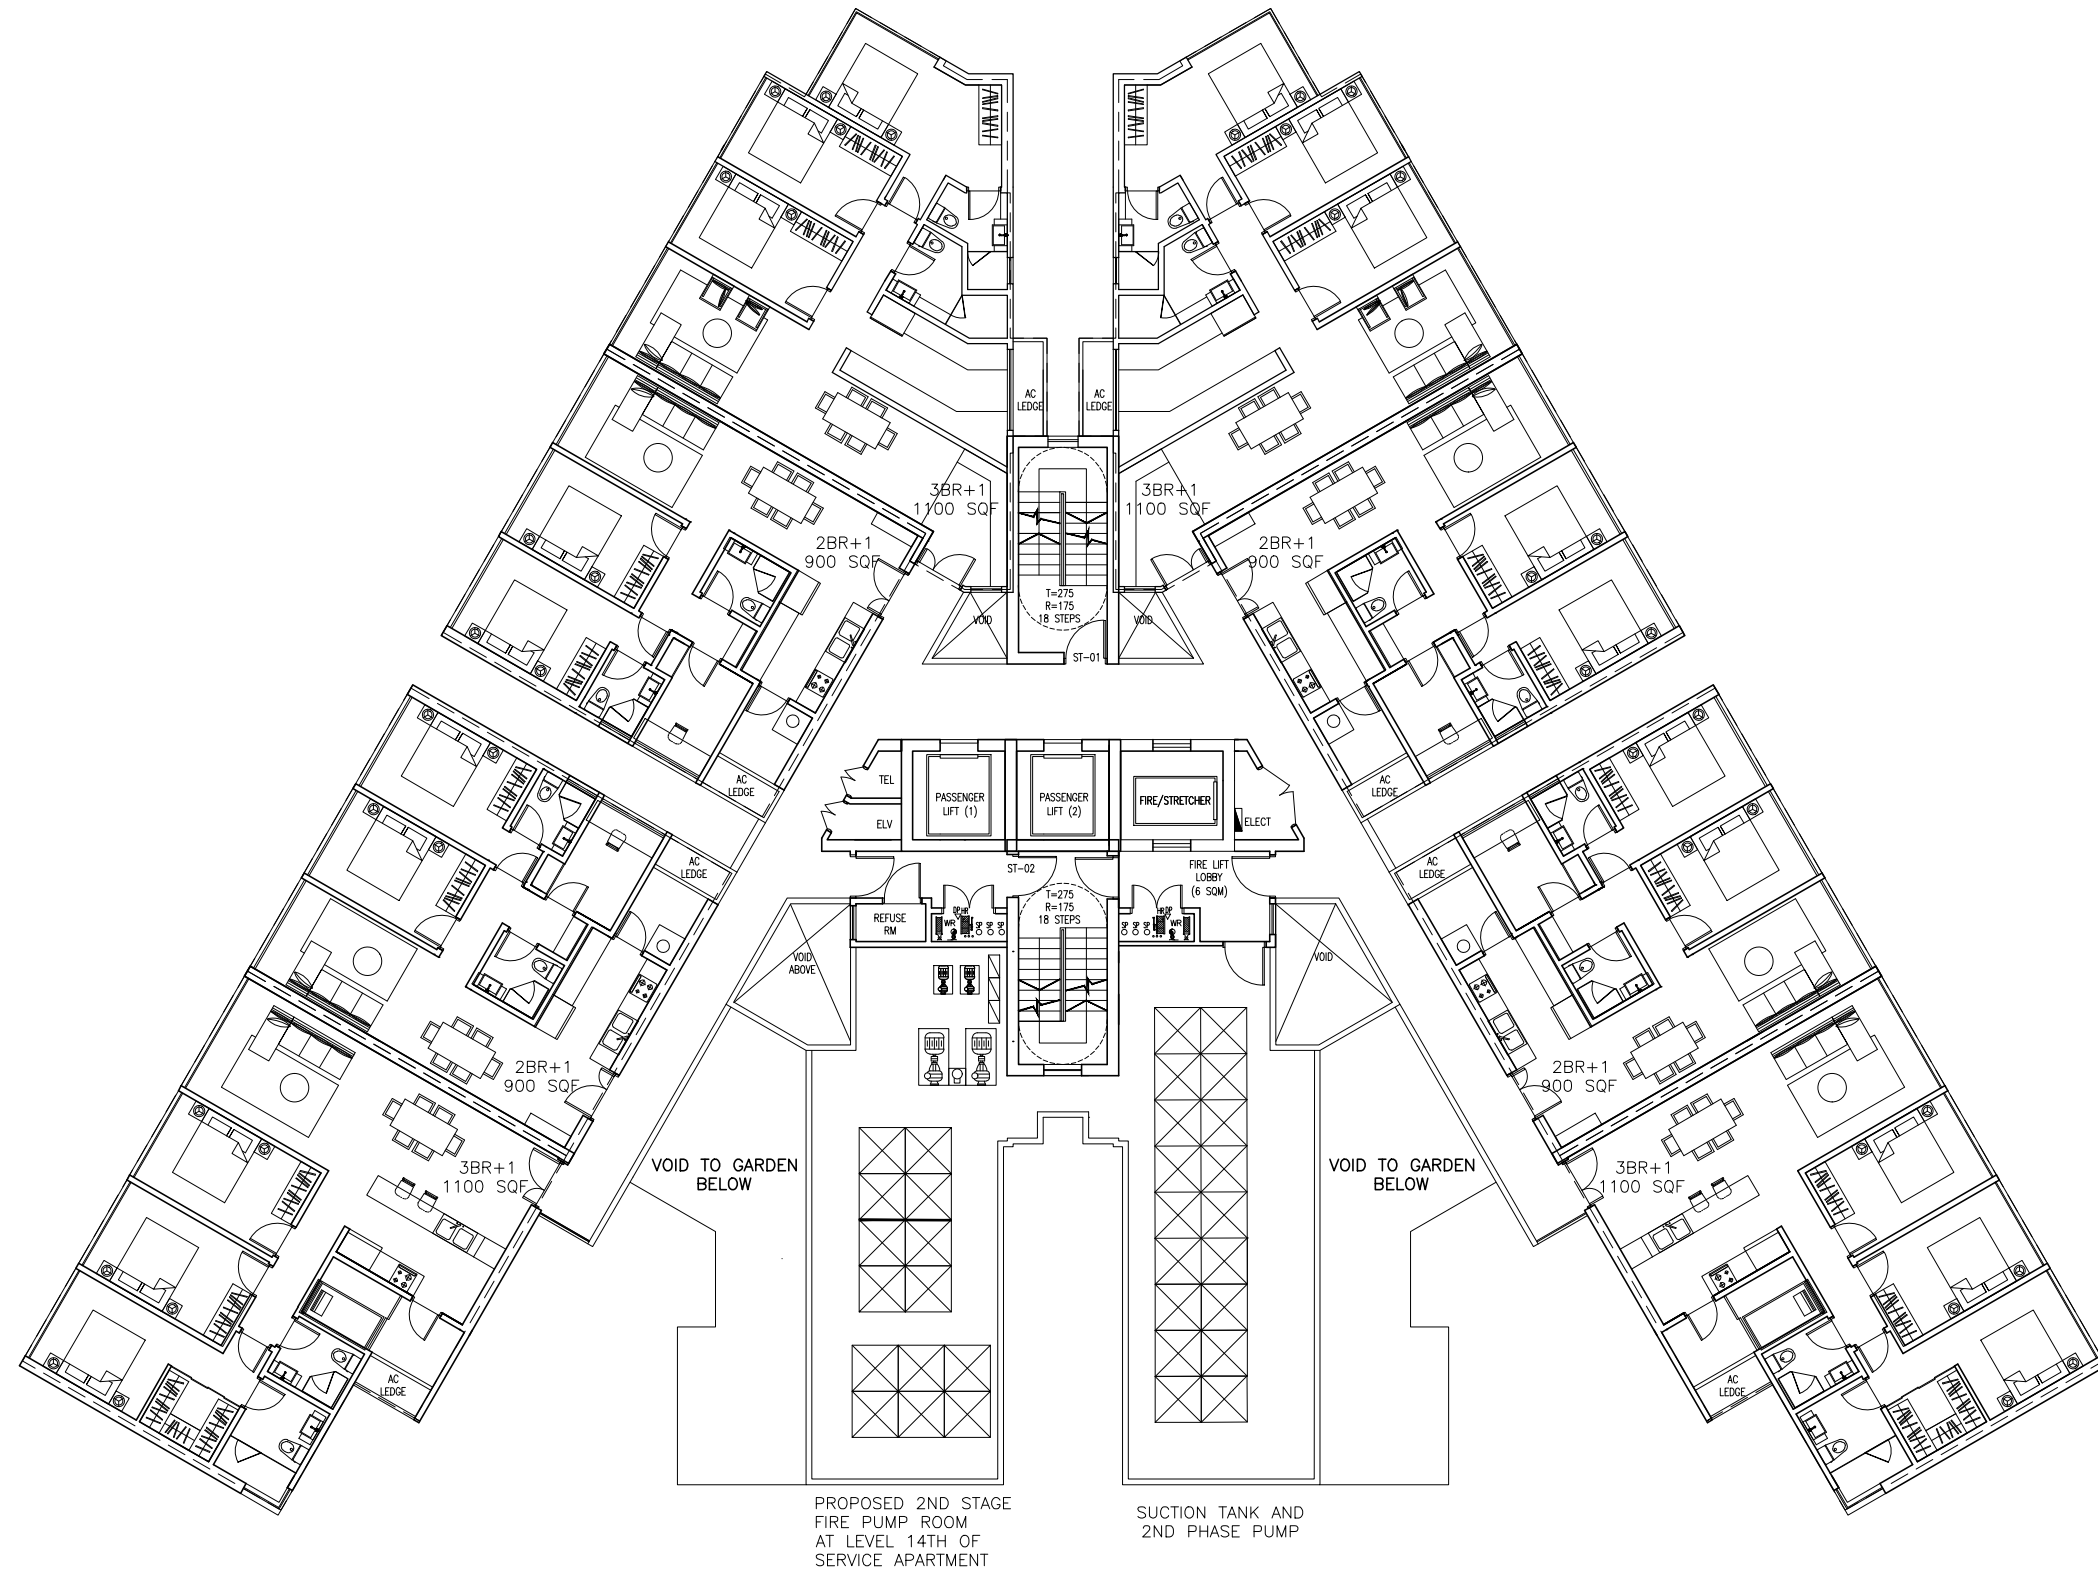 AC
LEDGE
AC
LEDGE
3BR+1
1100 SQF
3BR+1
1100 SQF
2BR+1
900 SQF
2BR+1
900 SQF
T=275
R=175
18 STEPS
VOID
VOID
ST-01
AC
LEDGE
AC
LEDGE
TEL
ELV
PASSENGER
LIFT (1)
PASSENGER
LIFT (2)
FIRE/STRETCHER
ELECT
AC
LEDGE
AC
LEDGE
ST-02
FIRE LIFT
LOBBY
(6 SQM)
T=275
R=175
18 STEPS
REFUSE
RM
DP
HR
WR
HR
DP
WR
VOID
ABOVE
VOID
2BR+1
900 SQF
2BR+1
900 SQF
3BR+1
1100 SQF
3BR+1
1100 SQF
VOID TO GARDEN
BELOW
VOID TO GARDEN
BELOW
AC
LEDGE
AC
LEDGE
PROPOSED 2ND STAGE
FIRE PUMP ROOM
AT LEVEL 14TH OF
SERVICE APARTMENT
SUCTION TANK AND
2ND PHASE PUMP